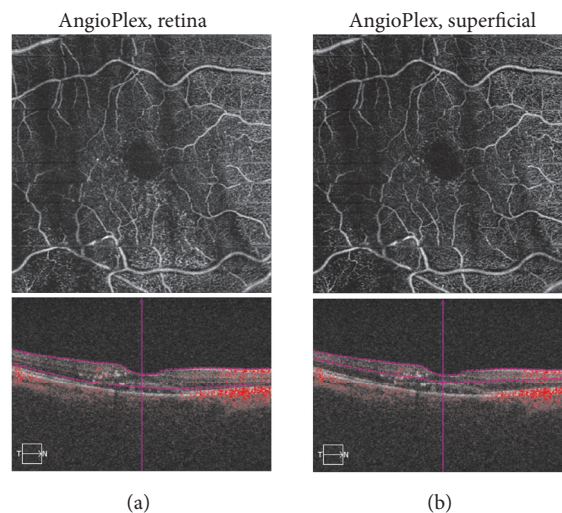 AngioPlex, retina
AngioPlex, superficial
T N
T N
(a)
(b)